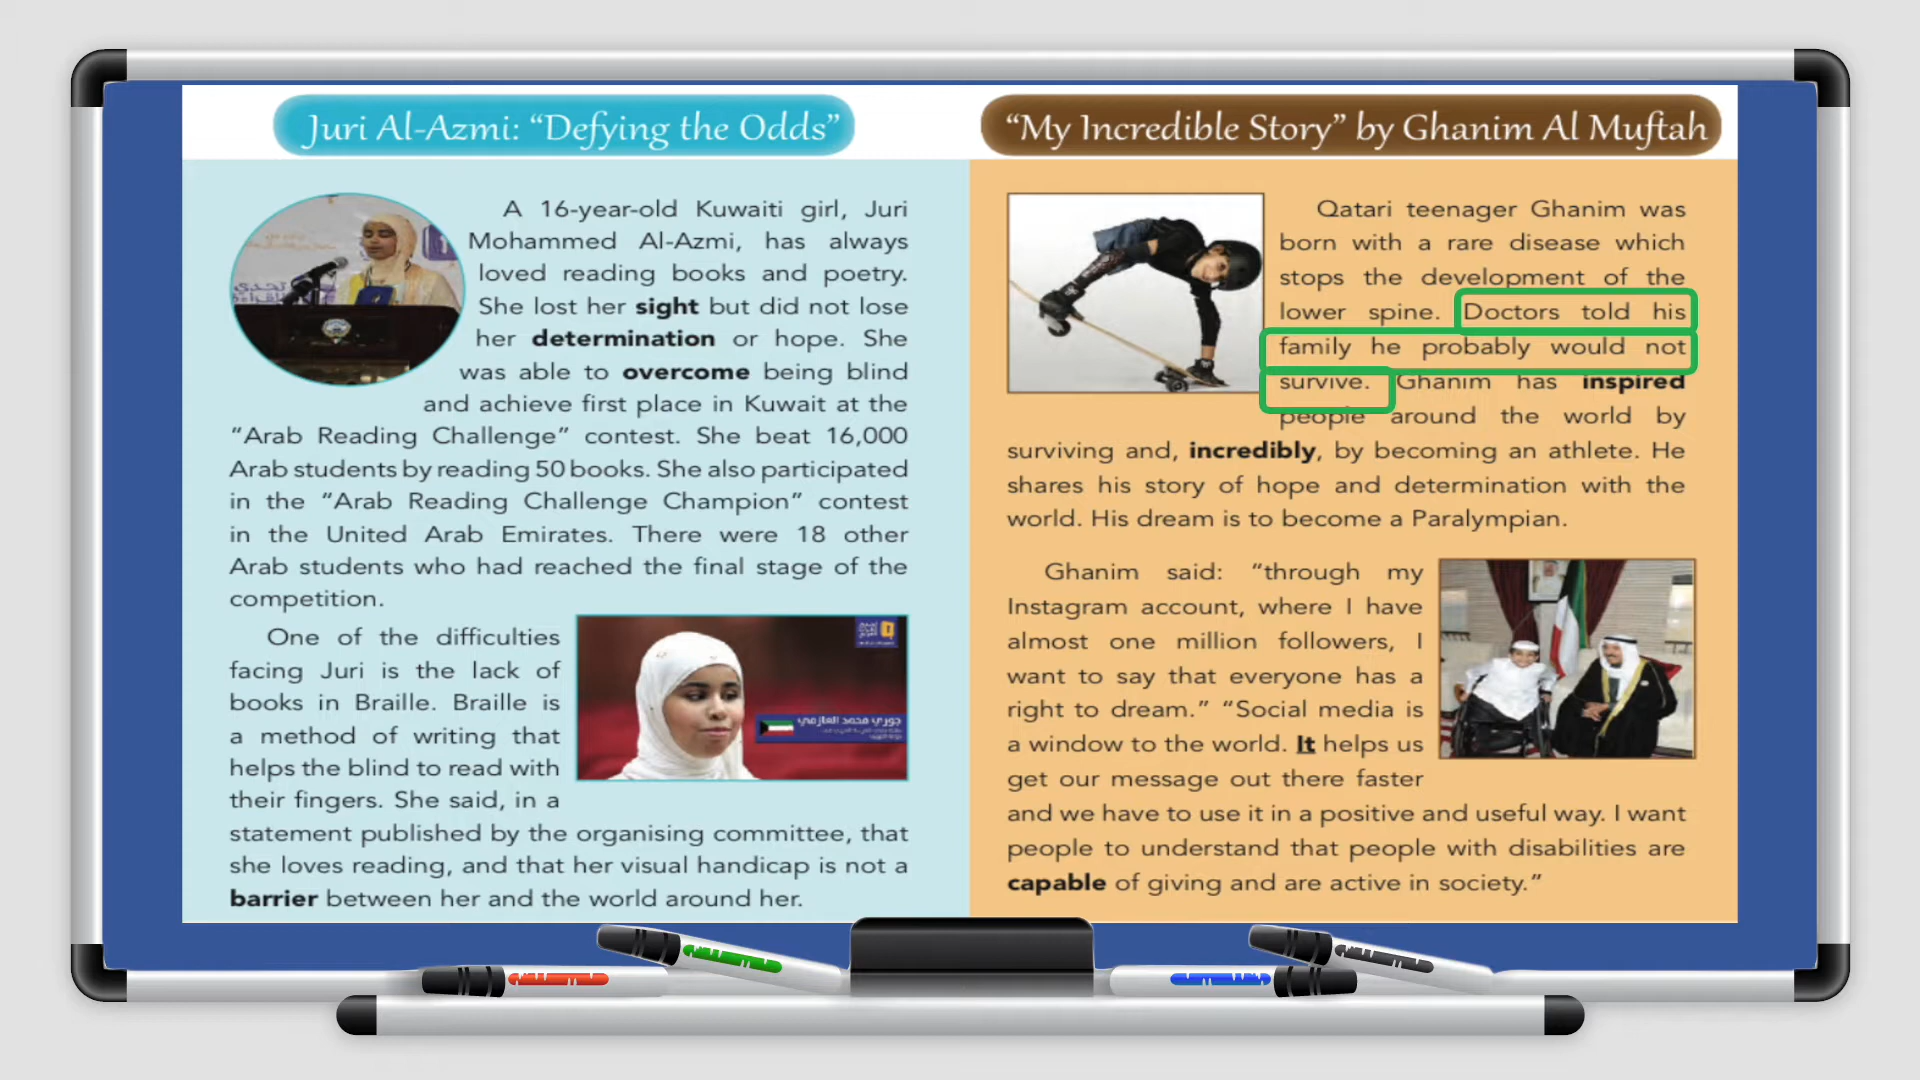 Juri Al-Azmi: “Defying the Odds”
A 16-year-old Kuwaiti girl, Juri
Mohammed Al-Azmi, has always
loved reading books and poetry.
She lost her sight but did not lose
her determination or hope. She
was able to overcome being blind
and achieve first place in Kuwait at the
“Arab Reading Challenge” contest. She beat 16,000
Arab students by reading 50 books. She also participated
in the “Arab Reading Challenge Champion” contest
in the United Arab Emirates. There were 18 other
Arab students who had reached the final stage of the
competition.
One of the difficulties
facing Juri is the lack of
books in Braille. Braille is
a method of writing that
helps the blind to read with
their fingers. She said, in a
statement published by the organising committee, that
she loves reading, and that her visual handicap is not a
barrier between her and the world around her.
جوري محمد العازمي
“My Incredible Story” by Ghanim Al Muftah
Qatari teenager Ghanim was
born with a rare disease which
stops the development of the
lower spine. Doctors told his
family he probably would not
survive. Ghanim has inspired
people around the world by
surviving and, incredibly, by becoming an athlete. He
shares his story of hope and determination with the
world. His dream is to become a Paralympian.
Ghanim said: “through my
Instagram account, where I have
almost one million followers, I
want to say that everyone has a
right to dream.” “Social media is
a window to the world. It helps us
get our message out there faster
and we have to use it in a positive and useful way. I want
people to understand that people with disabilities are
capable of giving and are active in society.”